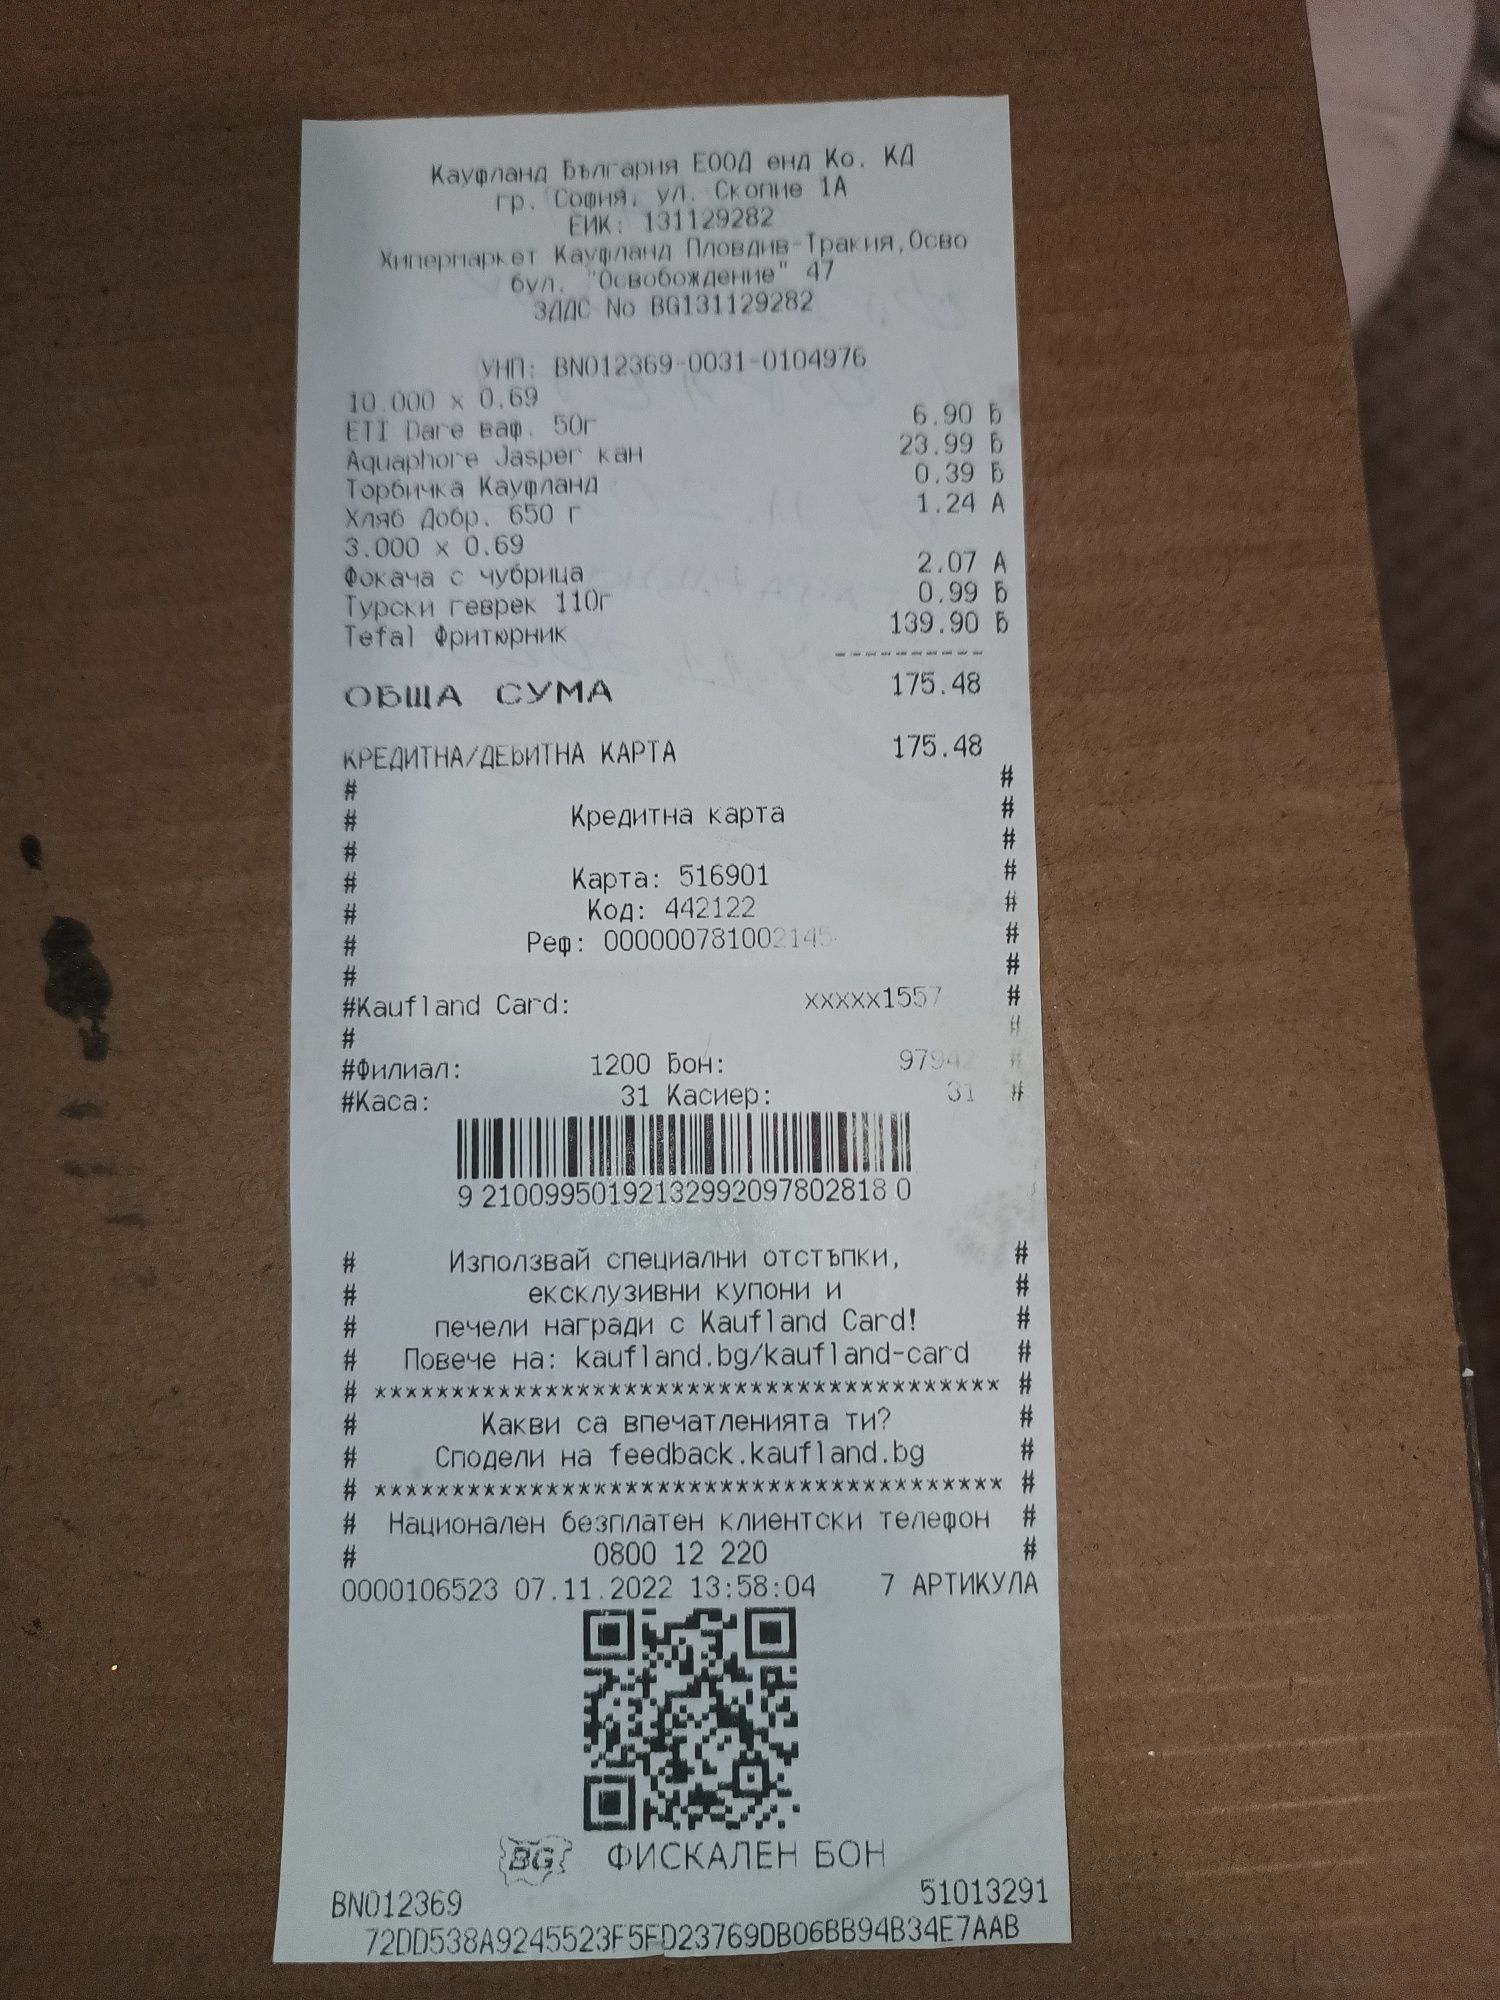 Кауфланд България ЕООД енд Ко. КД
гр. София, ул. Скопие 1А
ЕИК: 131129282
Хипермаркет Кауфланд Пловдив-Тракия,Осво
бул. "Освобождение" 47
ЗДДС No BG131129282
УНП: BN012369-0031-0104976
10.000 x 0.69
ETI Dare ваф. 50г 6.90 Б
Aquaphore Jasper кан 23.99 Б
Торбичка Кауфланд 0.39 Б
Хляб Добр. 650 г 1.24 А
3.000 x 0.69
Фокача с чубрица 2.07 А
Турски геврек 110г 0.99 Б
Tefal Фритюрник 139.90 Б
----------
ОБЩА СУМА 175.48
КРЕДИТНА/ДЕБИТНА КАРТА 175.48
# #
# Кредитна карта #
# #
# Карта: 516901 #
# Код: 442122 #
# Реф: 000000781002145 #
# #
#Kaufland Card: xxxxx1557 #
# #
#Филиал: 1200 Бон: 97942 #
#Каса: 31 Касиер: 31 #
9 210099501921329920978028180
# Използвай специални отстъпки, #
# ексклузивни купони и #
# печели награди с Kaufland Card! #
# Повече на: kaufland.bg/kaufland-card #
# **************************************** #
# Какви са впечатленията ти? #
# Сподели на feedback.kaufland.bg #
# **************************************** #
# Национален безплатен клиентски телефон #
# 0800 12 220 #
0000106523 07.11.2022 13:58:04 7 АРТИКУЛА
BG ФИСКАЛЕН БОН
BN012369 51013291
72DD538A9245523F5FD23769DB06BB94B34E7AAB